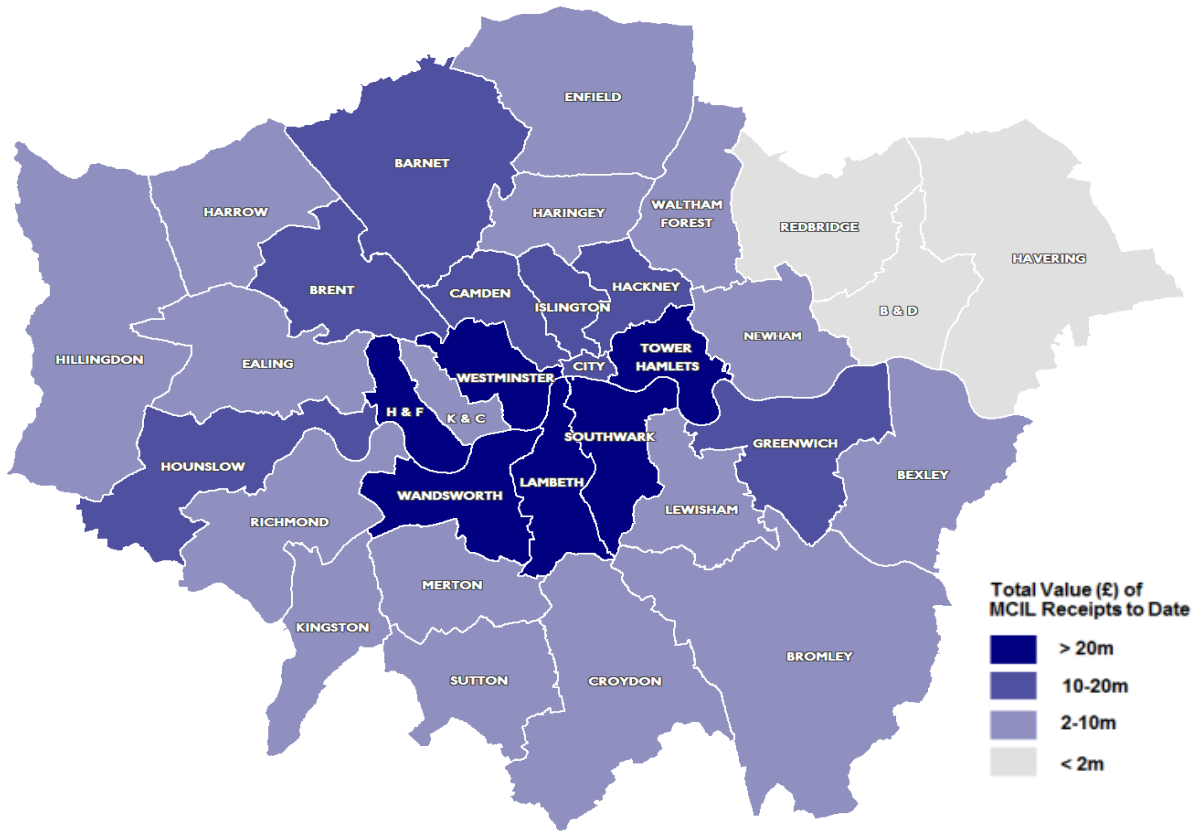 ENFIELD
BARNET
HARROW
HARINGEY
WALTHAM
FOREST
REDBRIDGE
HAVERING
BRENT
CAMDEN
ISLINGTON
HACKNEY
B & D
HILLINGDON
EALING
WESTMINSTER
CITY
TOWER
HAMLETS
NEWHAM
H & F
K & C
SOUTHWARK
GREENWICH
HOUNSLOW
WANDSWORTH
LAMBETH
BEXLEY
RICHMOND
LEWISHAM
MERTON
KINGSTON
SUTTON
CROYDON
BROMLEY
Total Value (£) of
MCIL Receipts to Date
> 20m
10-20m
2-10m
< 2m